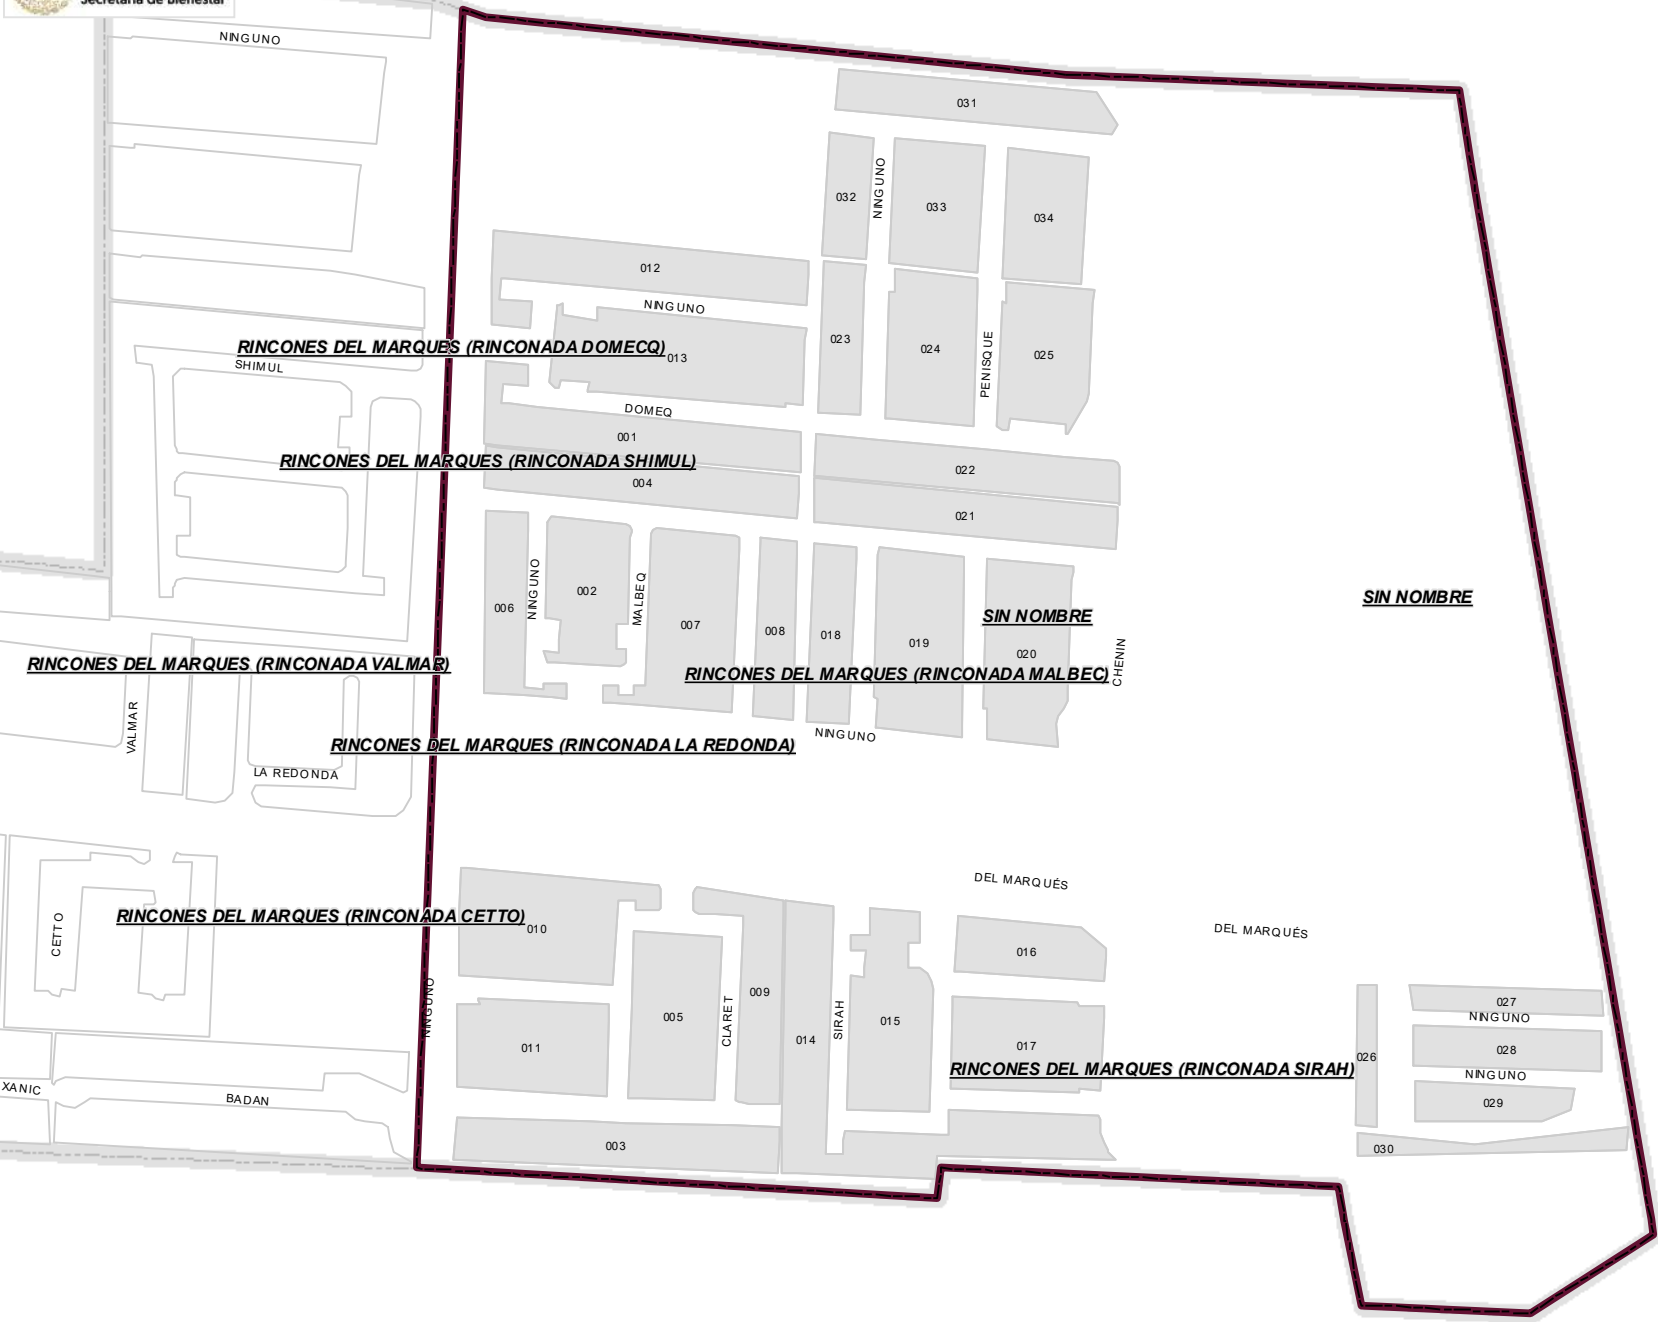 Secretaría de Bienestar
NINGUNO
031
032
NINGUNO
033
034
012
NINGUNO
RINCONES DEL MARQUES (RINCONADA DOMECQ)
013
023
024
PENISQUE
025
SHIMUL
DOMEQ
001
RINCONES DEL MARQUES (RINCONADA SHIMUL)
022
004
021
006
NINGUNO
002
MALBEQ
007
008
018
019
SIN NOMBRE
020
CHENIN
SIN NOMBRE
RINCONES DEL MARQUES (RINCONADA VALMAR)
RINCONES DEL MARQUES (RINCONADA MALBEC)
VALMAR
NINGUNO
RINCONES DEL MARQUES (RINCONADA LA REDONDA)
LA REDONDA
DEL MARQUÉS
CETTO
RINCONES DEL MARQUES (RINCONADA CETTO)
010
DEL MARQUÉS
016
NINGUNO
005
CLARET
009
014
SIRAH
015
011
017
RINCONES DEL MARQUES (RINCONADA SIRAH)
026
027
NINGUNO
028
NINGUNO
029
XANIC
BADAN
003
030